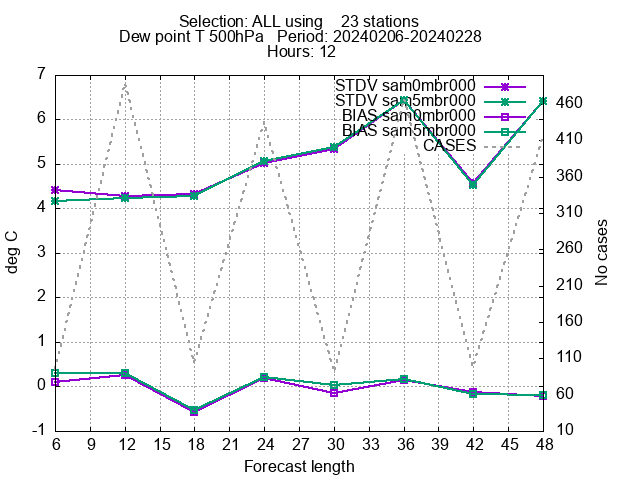 Selection: ALL using    23 stations
Dew point T 500hPa   Period: 20240206-20240228
Hours: 12
STDV sam0mbr000
STDV sam5mbr000
BIAS sam0mbr000
BIAS sam5mbr000
CASES
7
6
5
4
3
2
1
0
-1
deg C
460
410
360
310
260
210
160
110
60
10
No cases
6 9 12 15 18 21 24 27 30 33 36 39 42 45 48
Forecast length